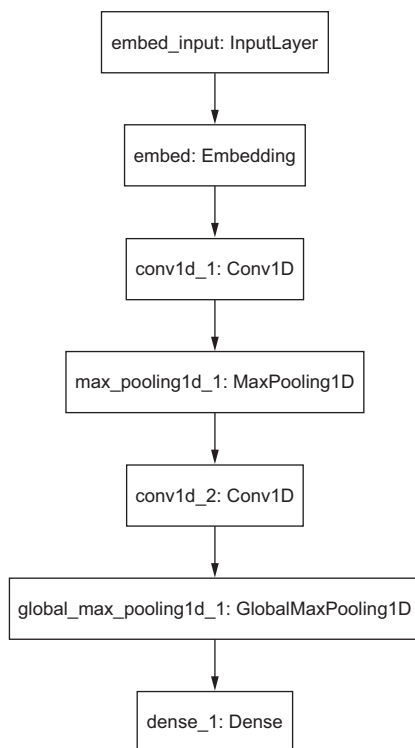 embed_input: InputLayer
embed: Embedding
conv1d_1: Conv1D
max_pooling1d_1: MaxPooling1D
conv1d_2: Conv1D
global_max_pooling1d_1: GlobalMaxPooling1D
dense_1: Dense